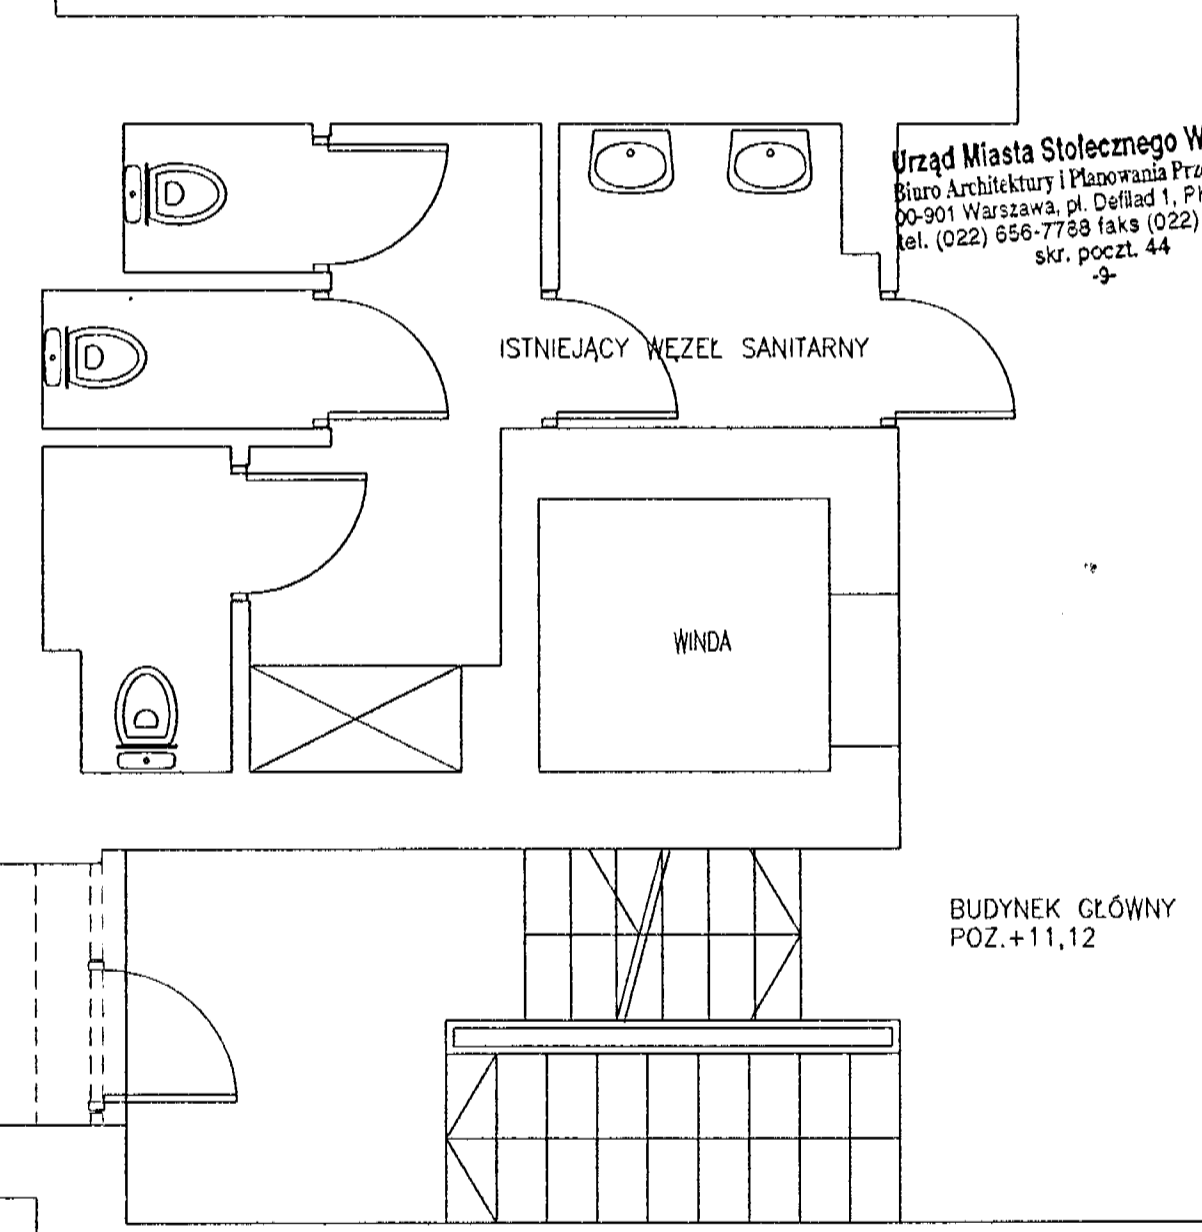 Urząd Miasta Stołecznego W
Biuro Architektury i Planowania Prz
00-901 Warszawa, pl. Defilad 1, P
tel. (022) 656-7788 faks (022)
skr. poczt. 44
-9-
ISTNIEJĄCY WĘZEŁ SANITARNY
WINDA
BUDYNEK GŁÓWNY
POZ.+11,12